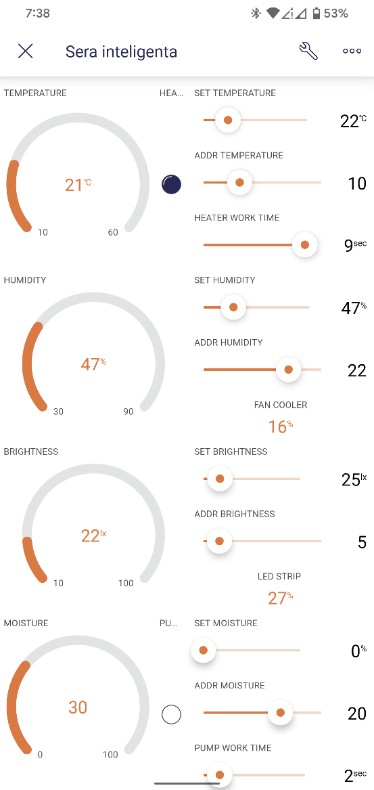 7:38
53%
Sera inteligenta
TEMPERATURE
HEA...
SET TEMPERATURE
21°C
10
60
22°C
ADDR TEMPERATURE
10
HEATER WORK TIME
9sec
HUMIDITY
SET HUMIDITY
47%
30
90
47%
ADDR HUMIDITY
22
FAN COOLER
16%
BRIGHTNESS
SET BRIGHTNESS
22lx
10
100
25lx
ADDR BRIGHTNESS
5
LED STRIP
27%
MOISTURE
PU...
SET MOISTURE
30
0
100
0%
ADDR MOISTURE
20
PUMP WORK TIME
2sec